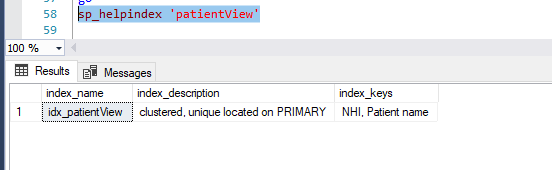 go
58
sp_helpindex 'patientView'
59
100 %
Results
Messages
index_name index_description index_keys
1 idx_patientView clustered, unique located on PRIMARY NHI, Patient name